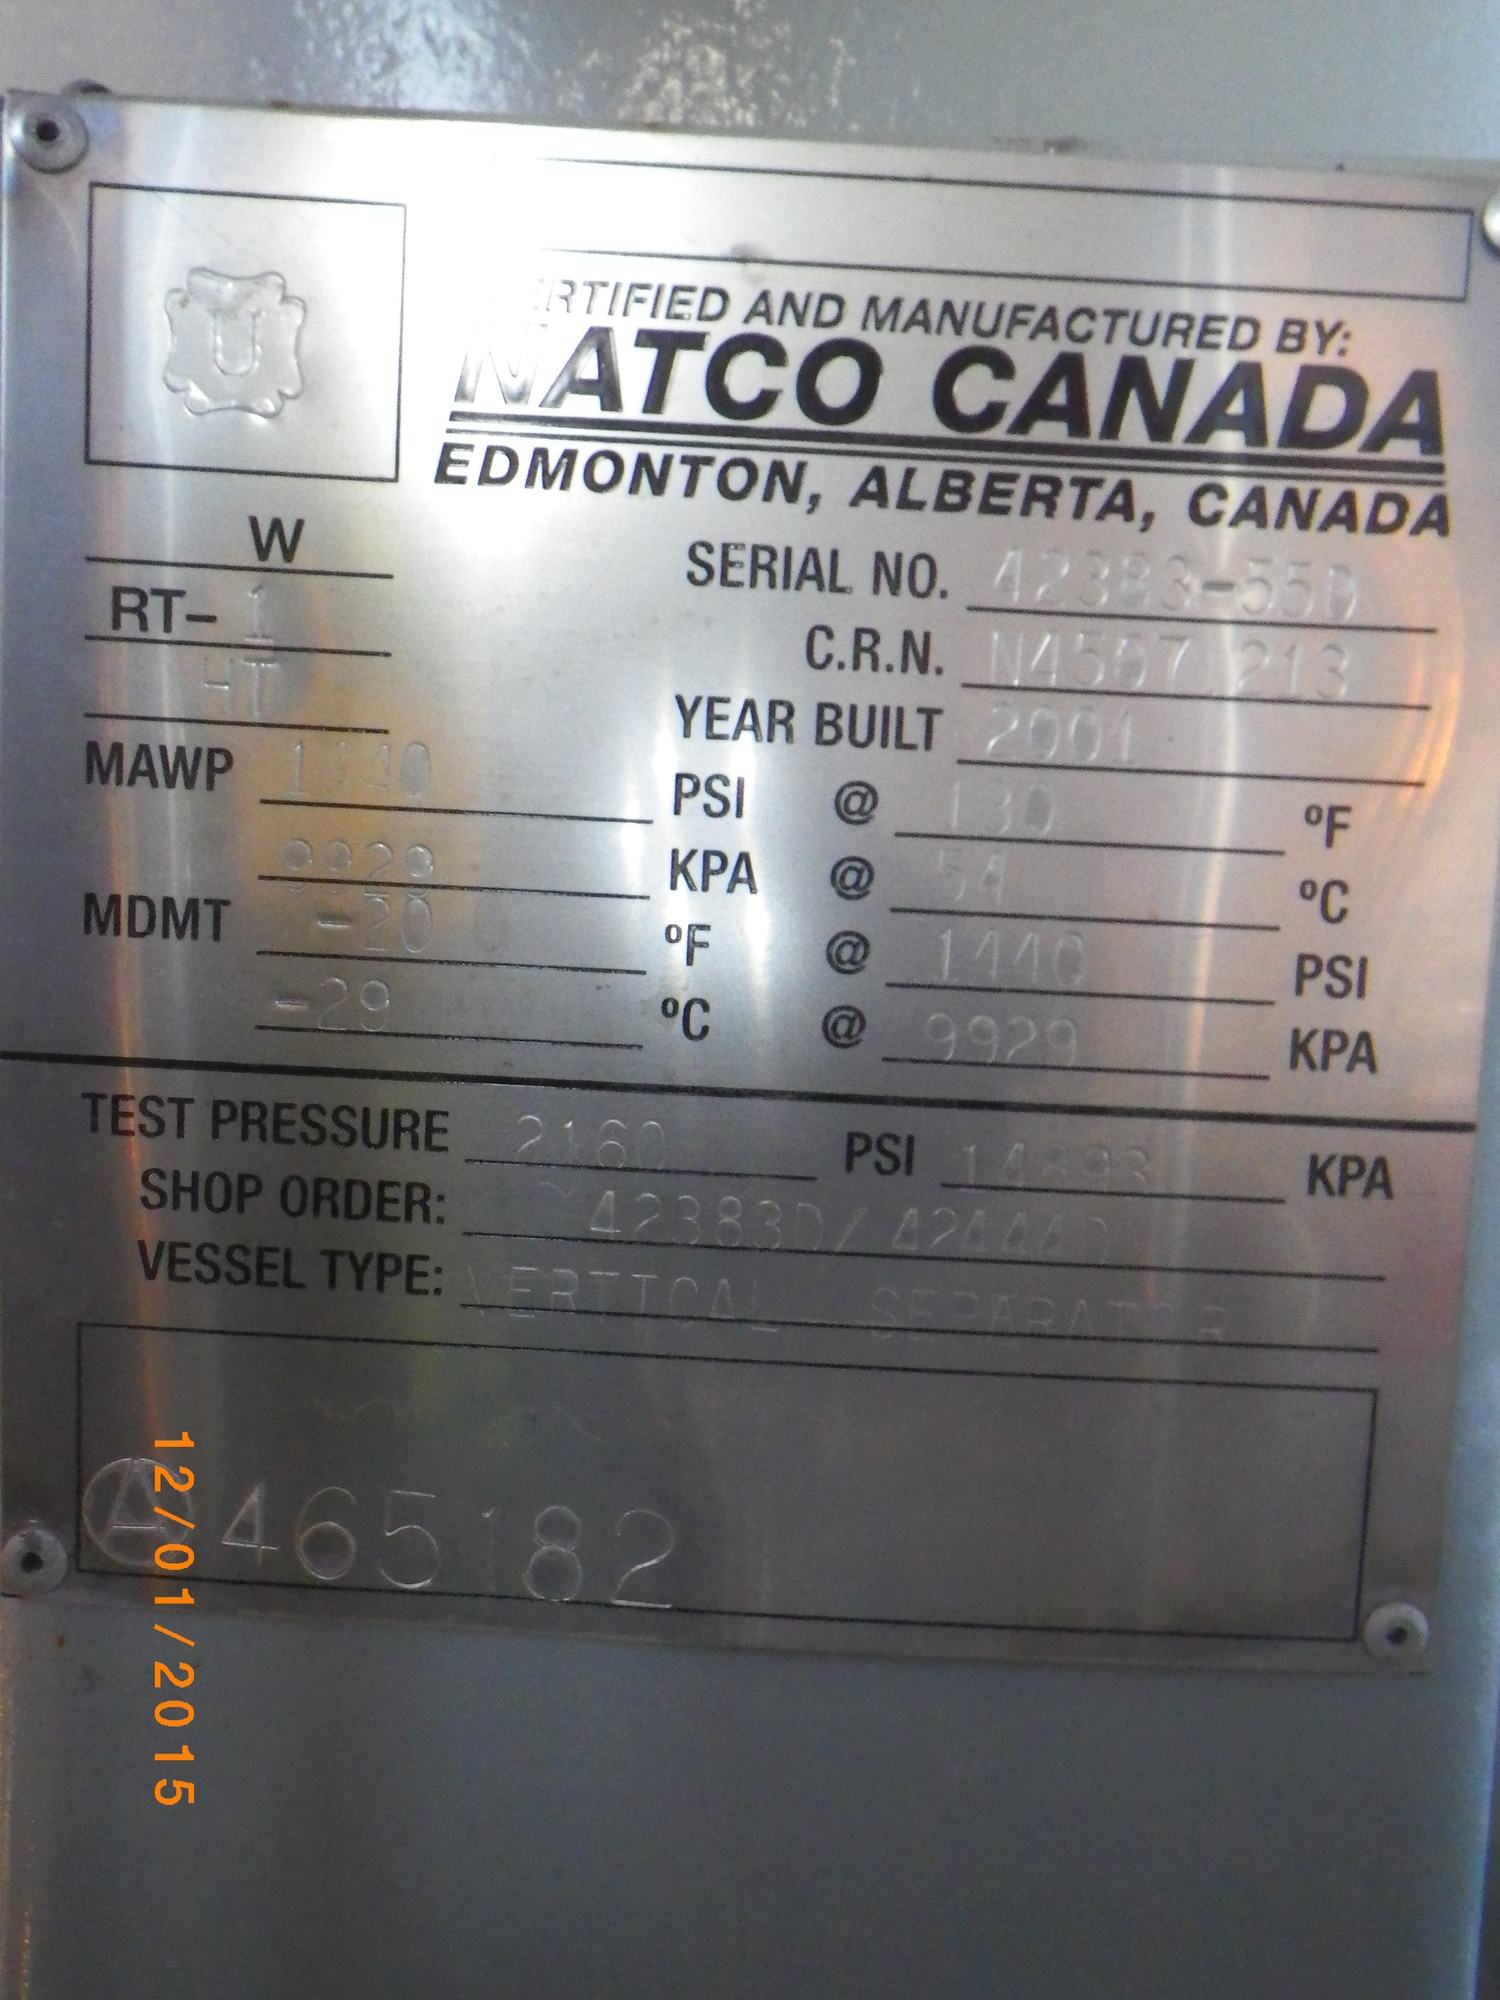 U
CERTIFIED AND MANUFACTURED BY:
NATCO CANADA
EDMONTON, ALBERTA, CANADA
W
RT- 1
HT
SERIAL NO. 42383-55D
C.R.N. N4507.213
YEAR BUILT 2001
MAWP 1440 PSI @ 130 °F
9929 KPA @ 54 °C
MDMT -20 °F @ 1440 PSI
-29 °C @ 9929 KPA
TEST PRESSURE 2160 PSI 14893 KPA
SHOP ORDER: 42383D/42444D
VESSEL TYPE: VERTICAL SEPARATOR
A 465182
12/01/2015